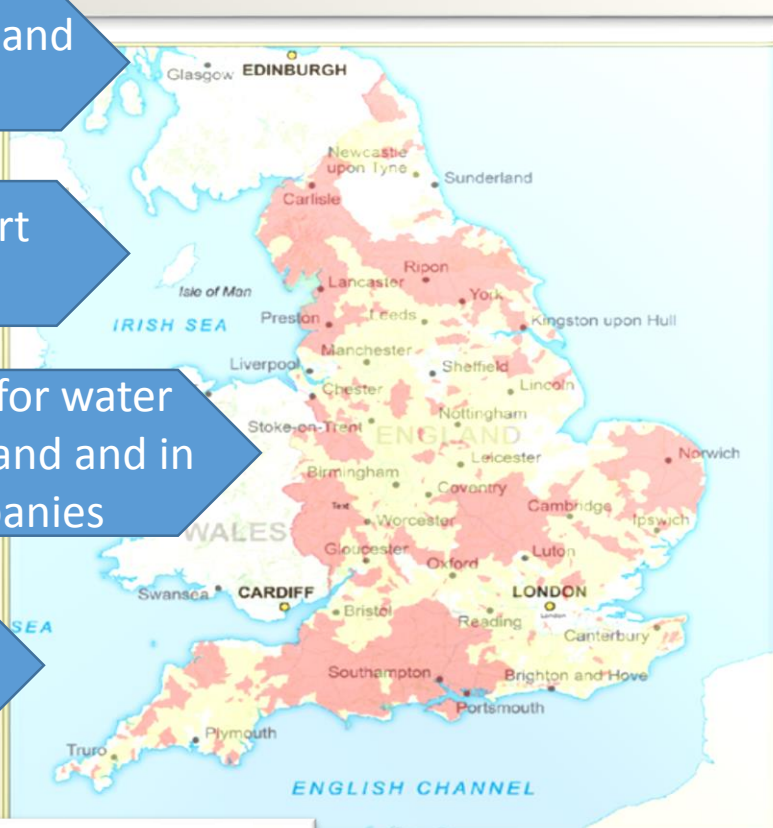 and
rt
for water
and and in
panies
Glasgow EDINBURGH
Newcastle
upon Tyne
Sunderland
Carlisle
Isle of Man
Lancaster
Ripon
York
IRISH SEA
Preston
Leeds
Kingston upon Hull
Manchester
Liverpool
Sheffield
Chester
Lincoln
Stoke-on-Trent
Nottingham
ENGLAND
Norwich
Leicester
Birmingham
Coventry
Text
Worcester
Cambridge
Ipswich
WALES
Gloucester
Oxford
Luton
Swansea
CARDIFF
LONDON
London
Bristol
Reading
Canterbury
SEA
Southampton
Brighton and Hove
Portsmouth
Truro
Plymouth
ENGLISH CHANNEL